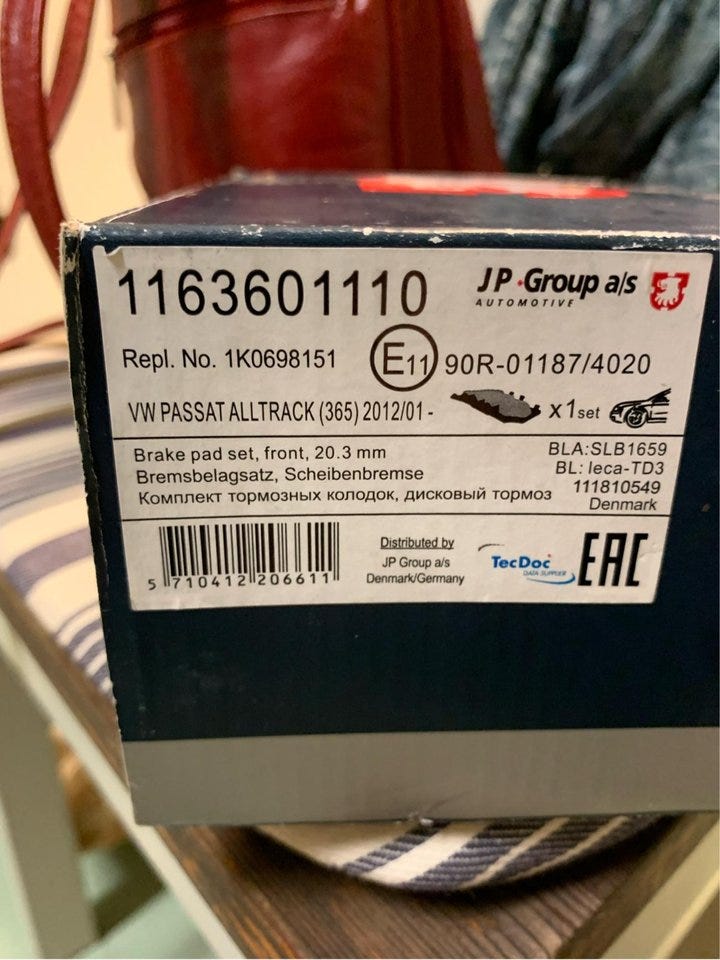 1163601110
JP Group a/s
AUTOMOTIVE
Repl. No. 1K0698151
E11 90R-01187/4020
VW PASSAT ALLTRACK (365) 2012/01 -
x 1 set
Brake pad set, front, 20.3 mm
Bremsbelagsatz, Scheibenbremse
Комплект тормозных колодок, дисковый тормоз
BLA:SLB1659
BL: Ieca-TD3
111810549
Denmark
5 710412 206611
Distributed by
JP Group a/s
Denmark/Germany
TecDoc
DATA SUPPLIER
EAC